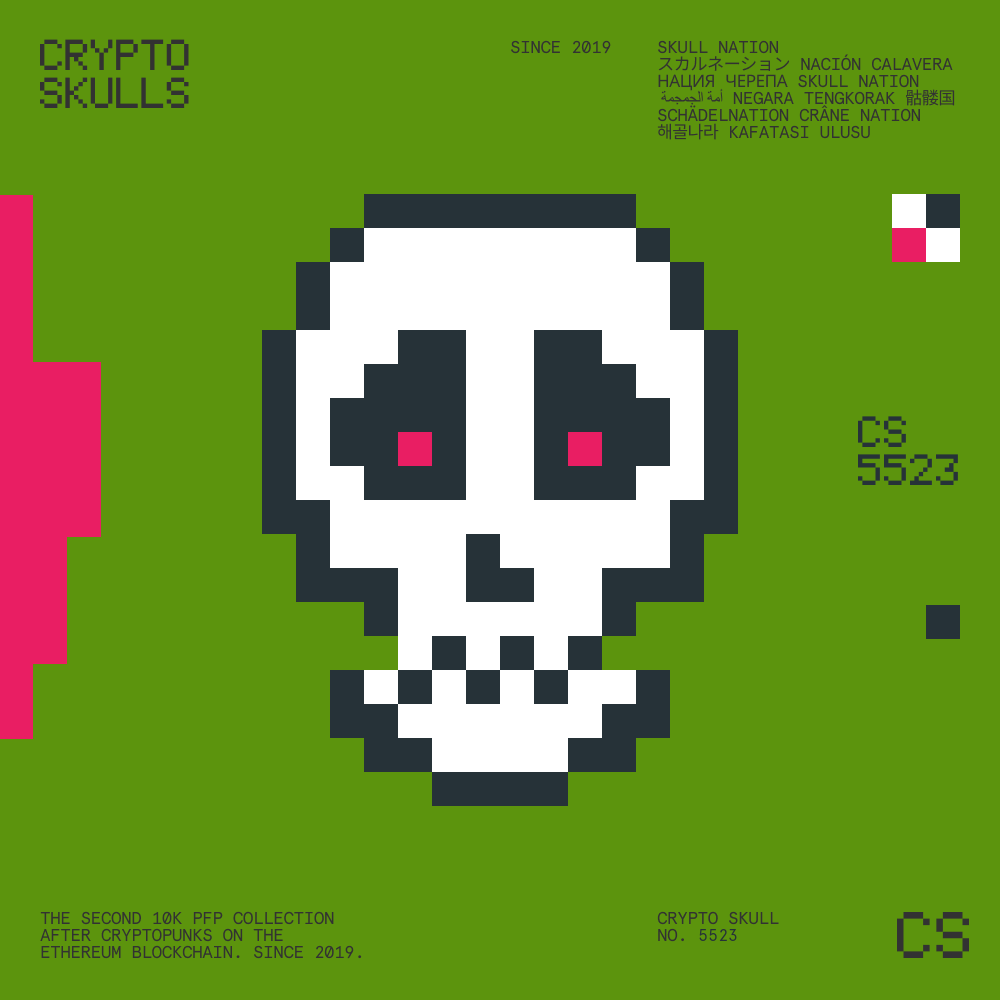 CRYPTO
SKULLS
SINCE 2019
SKULL NATION
スカルネーション NACIÓN CALAVERA
НАЦИЯ ЧЕРЕПА SKULL NATION
أمة الجمجمة NEGARA TENGKORAK 骷髅国
SCHÄDELNATION CRÂNE NATION
해골나라 KAFATASI ULUSU
CS
5523
THE SECOND 10K PFP COLLECTION
AFTER CRYPTOPUNKS ON THE
ETHEREUM BLOCKCHAIN. SINCE 2019.
CRYPTO SKULL
NO. 5523
CS